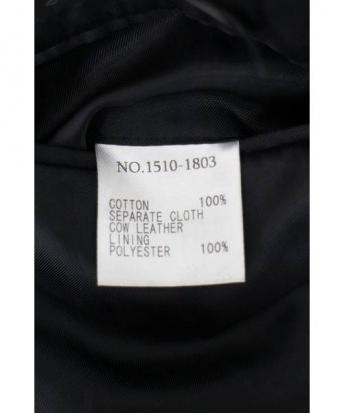 NO.1510-1803
COTTON 100%
SEPARATE CLOTH
COW LEATHER
LINING
POLYESTER 100%